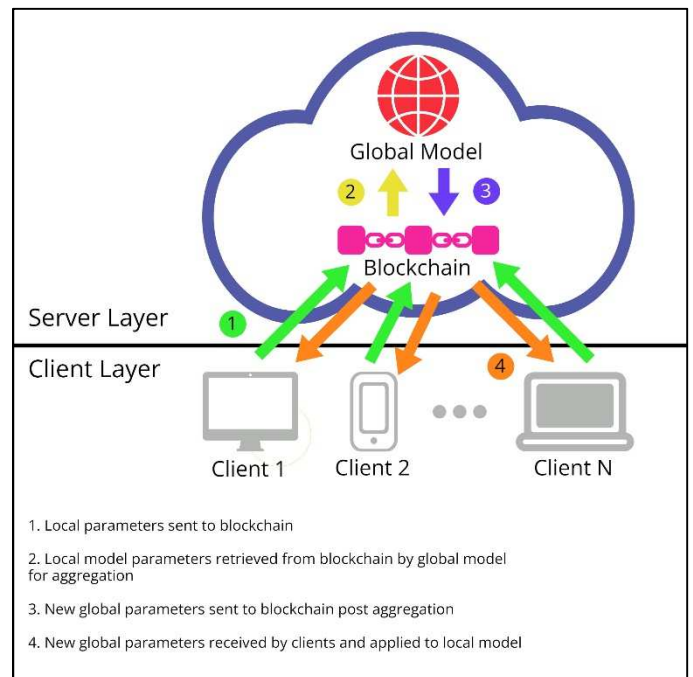 Global Model
2
3
Blockchain
Server Layer
1
Client Layer
4
Client 1
Client 2
Client N
1. Local parameters sent to blockchain
2. Local model parameters retrieved from blockchain by global model
for aggregation
3. New global parameters sent to blockchain post aggregation
4. New global parameters received by clients and applied to local model